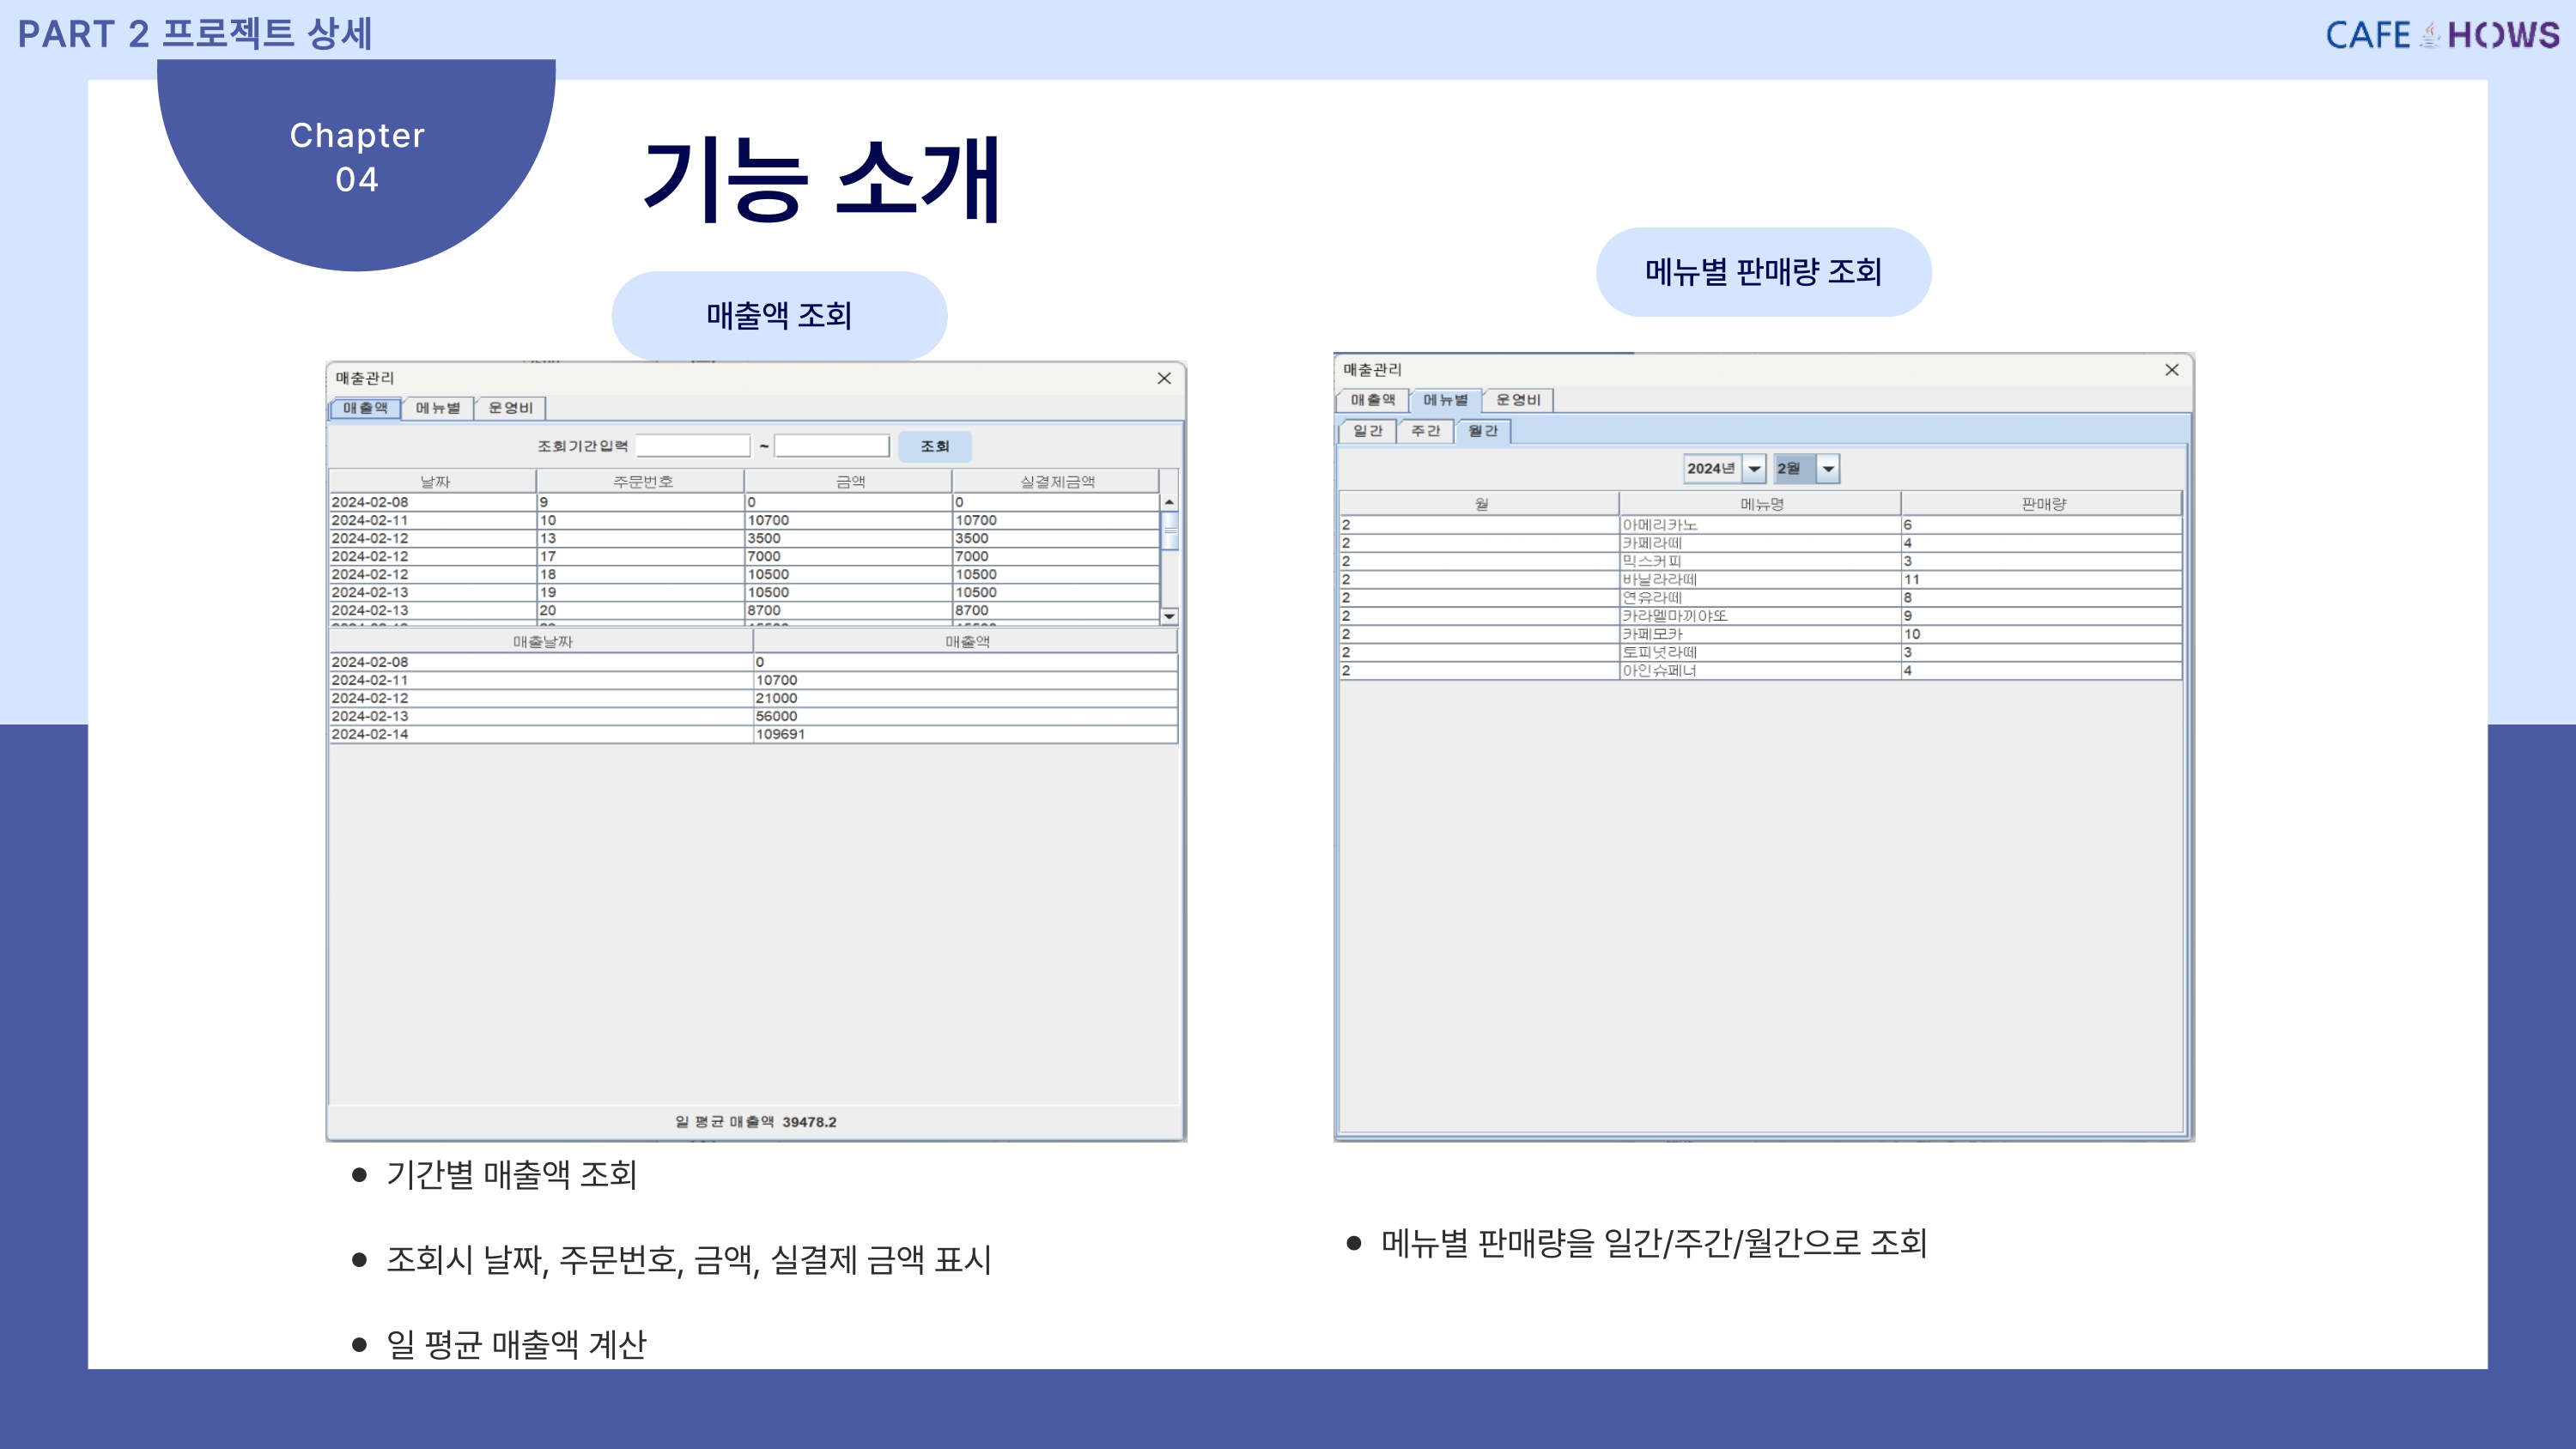 PART 2 프로젝트 상세
CAFE HOWS
Chapter
04
기능 소개
매출액 조회
매출관리
매출액 메뉴별 운영비
조회기간입력 ~ 조회
날짜 주문번호 금액 실결제금액
2024-02-08 9 0 0
2024-02-11 10 10700 10700
2024-02-12 13 3500 3500
2024-02-12 17 7000 7000
2024-02-12 18 10500 10500
2024-02-13 19 10500 10500
2024-02-13 20 8700 8700
매출날짜 매출액
2024-02-08 0
2024-02-11 10700
2024-02-12 21000
2024-02-13 56000
2024-02-14 109691
일 평균 매출액 39478.2
기간별 매출액 조회
조회시 날짜, 주문번호, 금액, 실결제 금액 표시
일 평균 매출액 계산
메뉴별 판매량 조회
매출관리
매출액 메뉴별 운영비
일간 주간 월간
2024년 2월
월 메뉴명 판매량
2 아메리카노 6
2 카페라떼 4
2 믹스커피 3
2 바닐라라떼 11
2 연유라떼 8
2 카라멜마끼야또 9
2 카페모카 10
2 토피넛라떼 3
2 아인슈페너 4
메뉴별 판매량을 일간/주간/월간으로 조회